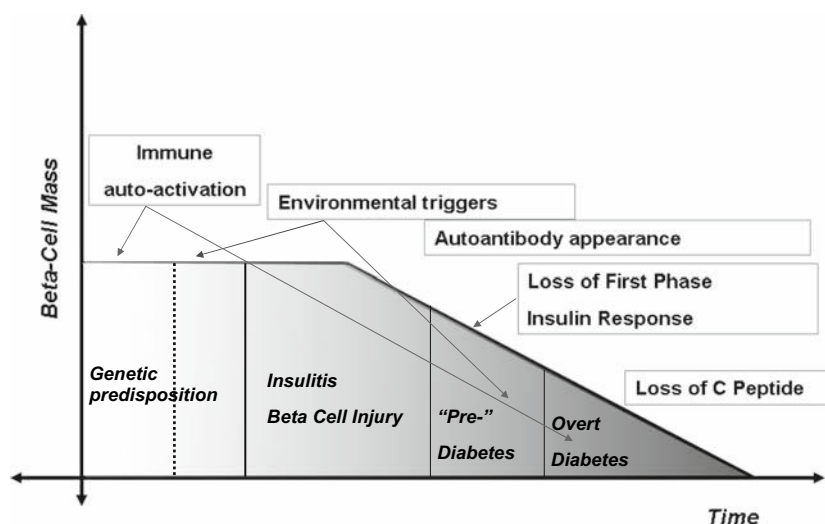 Immune
auto-activation
Environmental triggers
Autoantibody appearance
Loss of First Phase
Insulin Response
Loss of C Peptide
Beta-Cell Mass
Genetic
predisposition
Insulitis
Beta Cell Injury
“Pre-”
Diabetes
Overt
Diabetes
Time